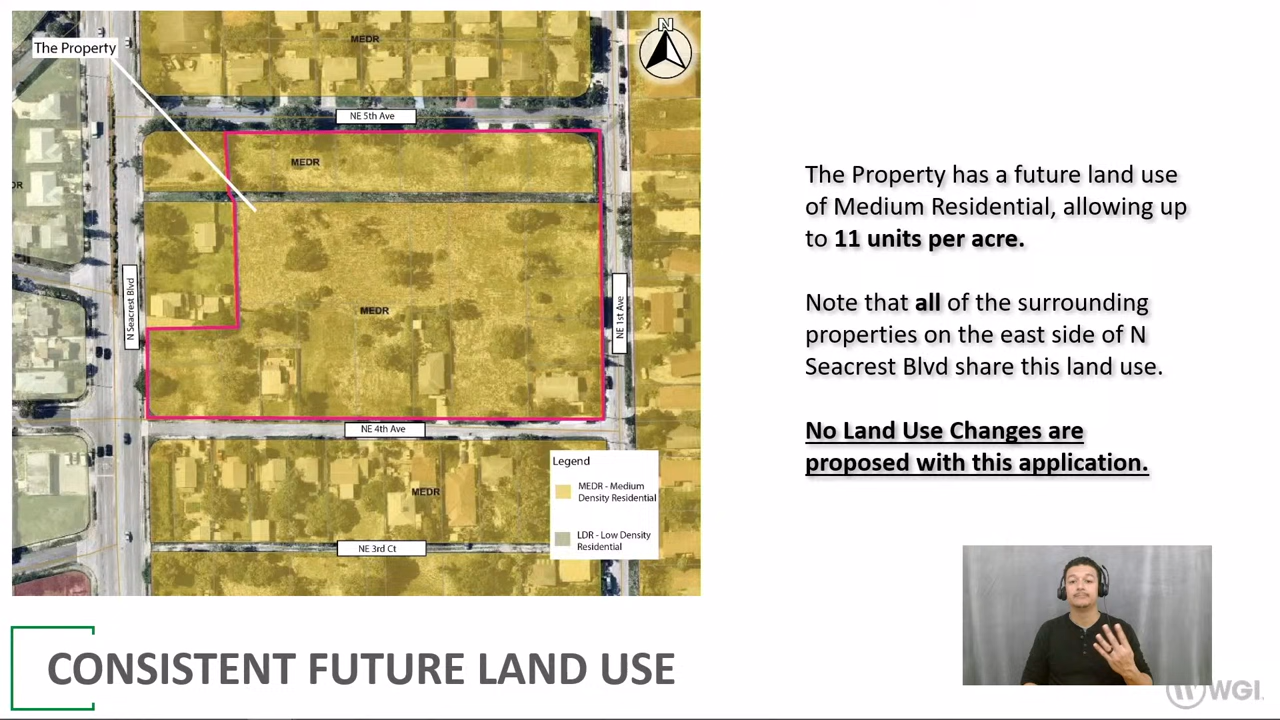 The Property
N
MEDR
NE 5th Ave
MEDR
DR
N Seacrest Blvd
NE 1st Ave
MEDR
NE 4th Ave
Legend
MEDR - Medium
Density Residential
LDR - Low Density
Residential
MEDR
NE 3rd Ct
The Property has a future land use
of Medium Residential, allowing up
to 11 units per acre.
Note that all of the surrounding
properties on the east side of N
Seacrest Blvd share this land use.
No Land Use Changes are
proposed with this application.
CONSISTENT FUTURE LAND USE
WGI.